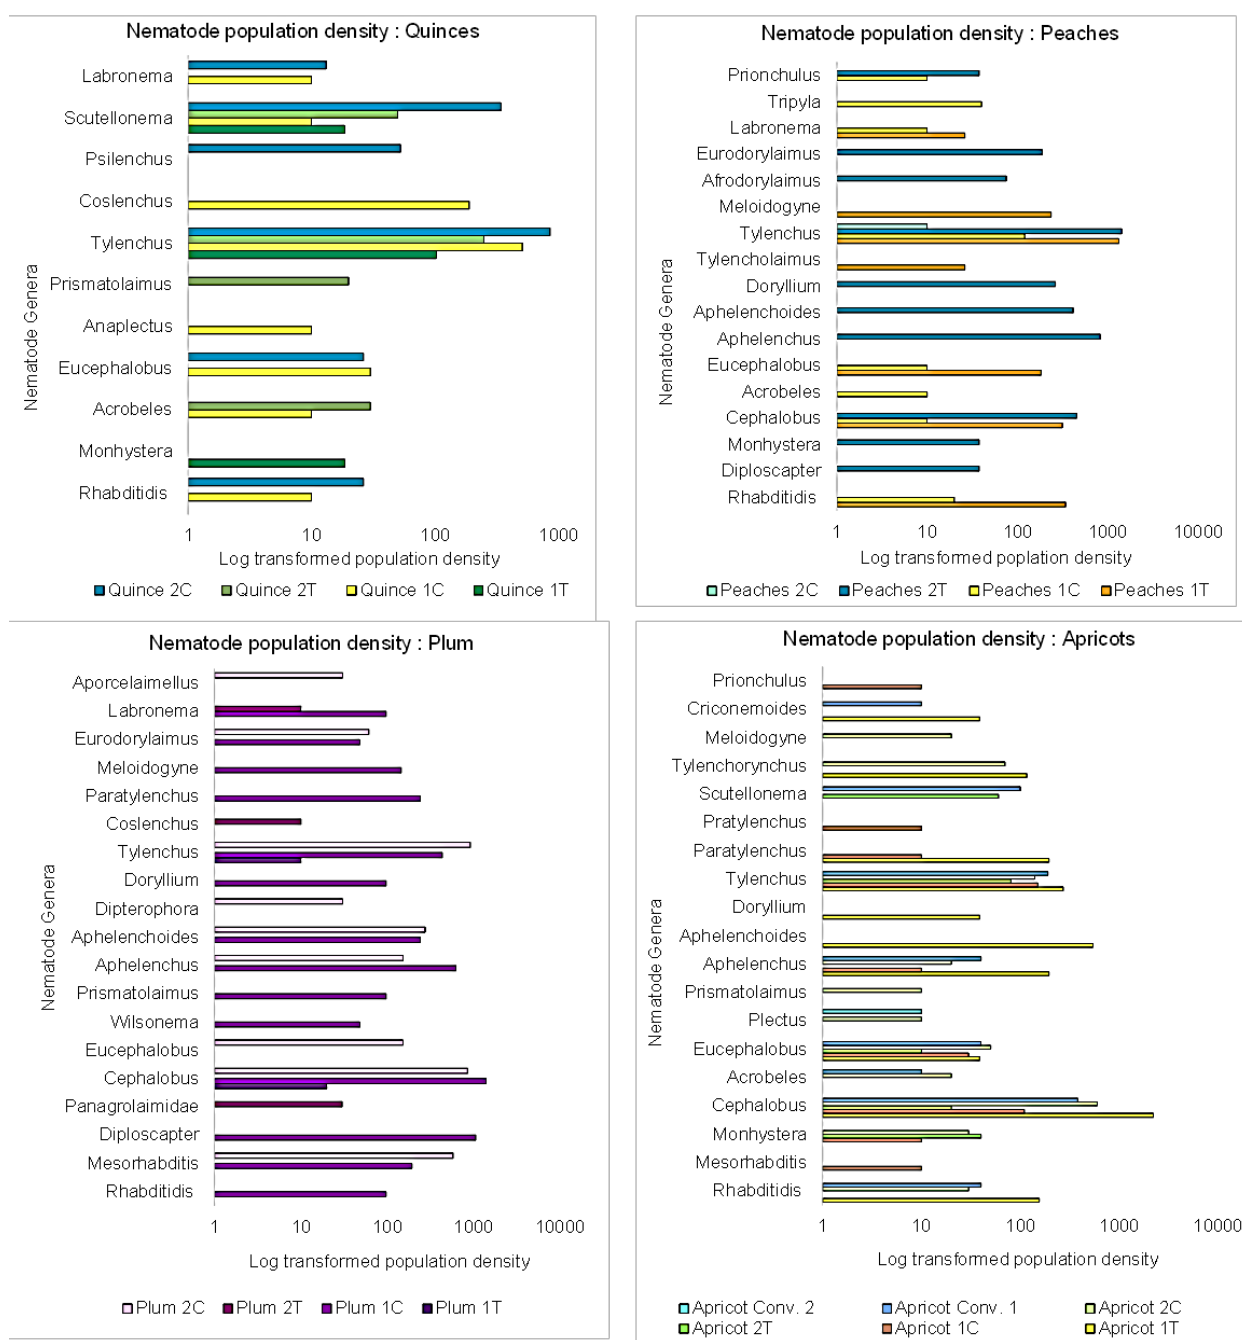 Nematode population density : Quinces
Labronema
Scutellonema
Psilenchus
Coslenchus
Tylenchus
Prismatolaimus
Anaplectus
Eucephalobus
Acrobeles
Monhystera
Rhabditidis
Nematode Genera
1 10 100 1000
Log transformed population density
Quince 2C Quince 2T Quince 1C Quince 1T
Nematode population density : Peaches
Prionchulus
Tripyla
Labronema
Eurodorylaimus
Afrodorylaimus
Meloidogyne
Tylenchus
Tylencholaimus
Doryllium
Aphelenchoides
Aphelenchus
Eucephalobus
Acrobeles
Cephalobus
Monhystera
Diploscapter
Rhabditidis
Nematode Genera
1 10 100 1000 10000
Log transformed population density
Peaches 2C Peaches 2T Peaches 1C Peaches 1T
Nematode population density : Plum
Aporcelaimellus
Labronema
Eurodorylaimus
Meloidogyne
Paratylenchus
Coslenchus
Tylenchus
Doryllium
Dipterophora
Aphelenchoides
Aphelenchus
Prismatolaimus
Wilsonema
Eucephalobus
Cephalobus
Panagrolaimidae
Diploscapter
Mesorhabditis
Rhabditidis
Nematode Genera
1 10 100 1000 10000
Log transformed population density
Plum 2C Plum 2T Plum 1C Plum 1T
Nematode population density : Apricots
Prionchulus
Criconemoides
Meloidogyne
Tylenchorynchus
Scutellonema
Pratylenchus
Paratylenchus
Tylenchus
Doryllium
Aphelenchoides
Aphelenchus
Prismatolaimus
Plectus
Eucephalobus
Acrobeles
Cephalobus
Monhystera
Mesorhabditis
Rhabditidis
Nematode Genera
1 10 100 1000 10000
Log transformed population density
Apricot Conv. 2 Apricot Conv. 1 Apricot 2C
Apricot 2T Apricot 1C Apricot 1T